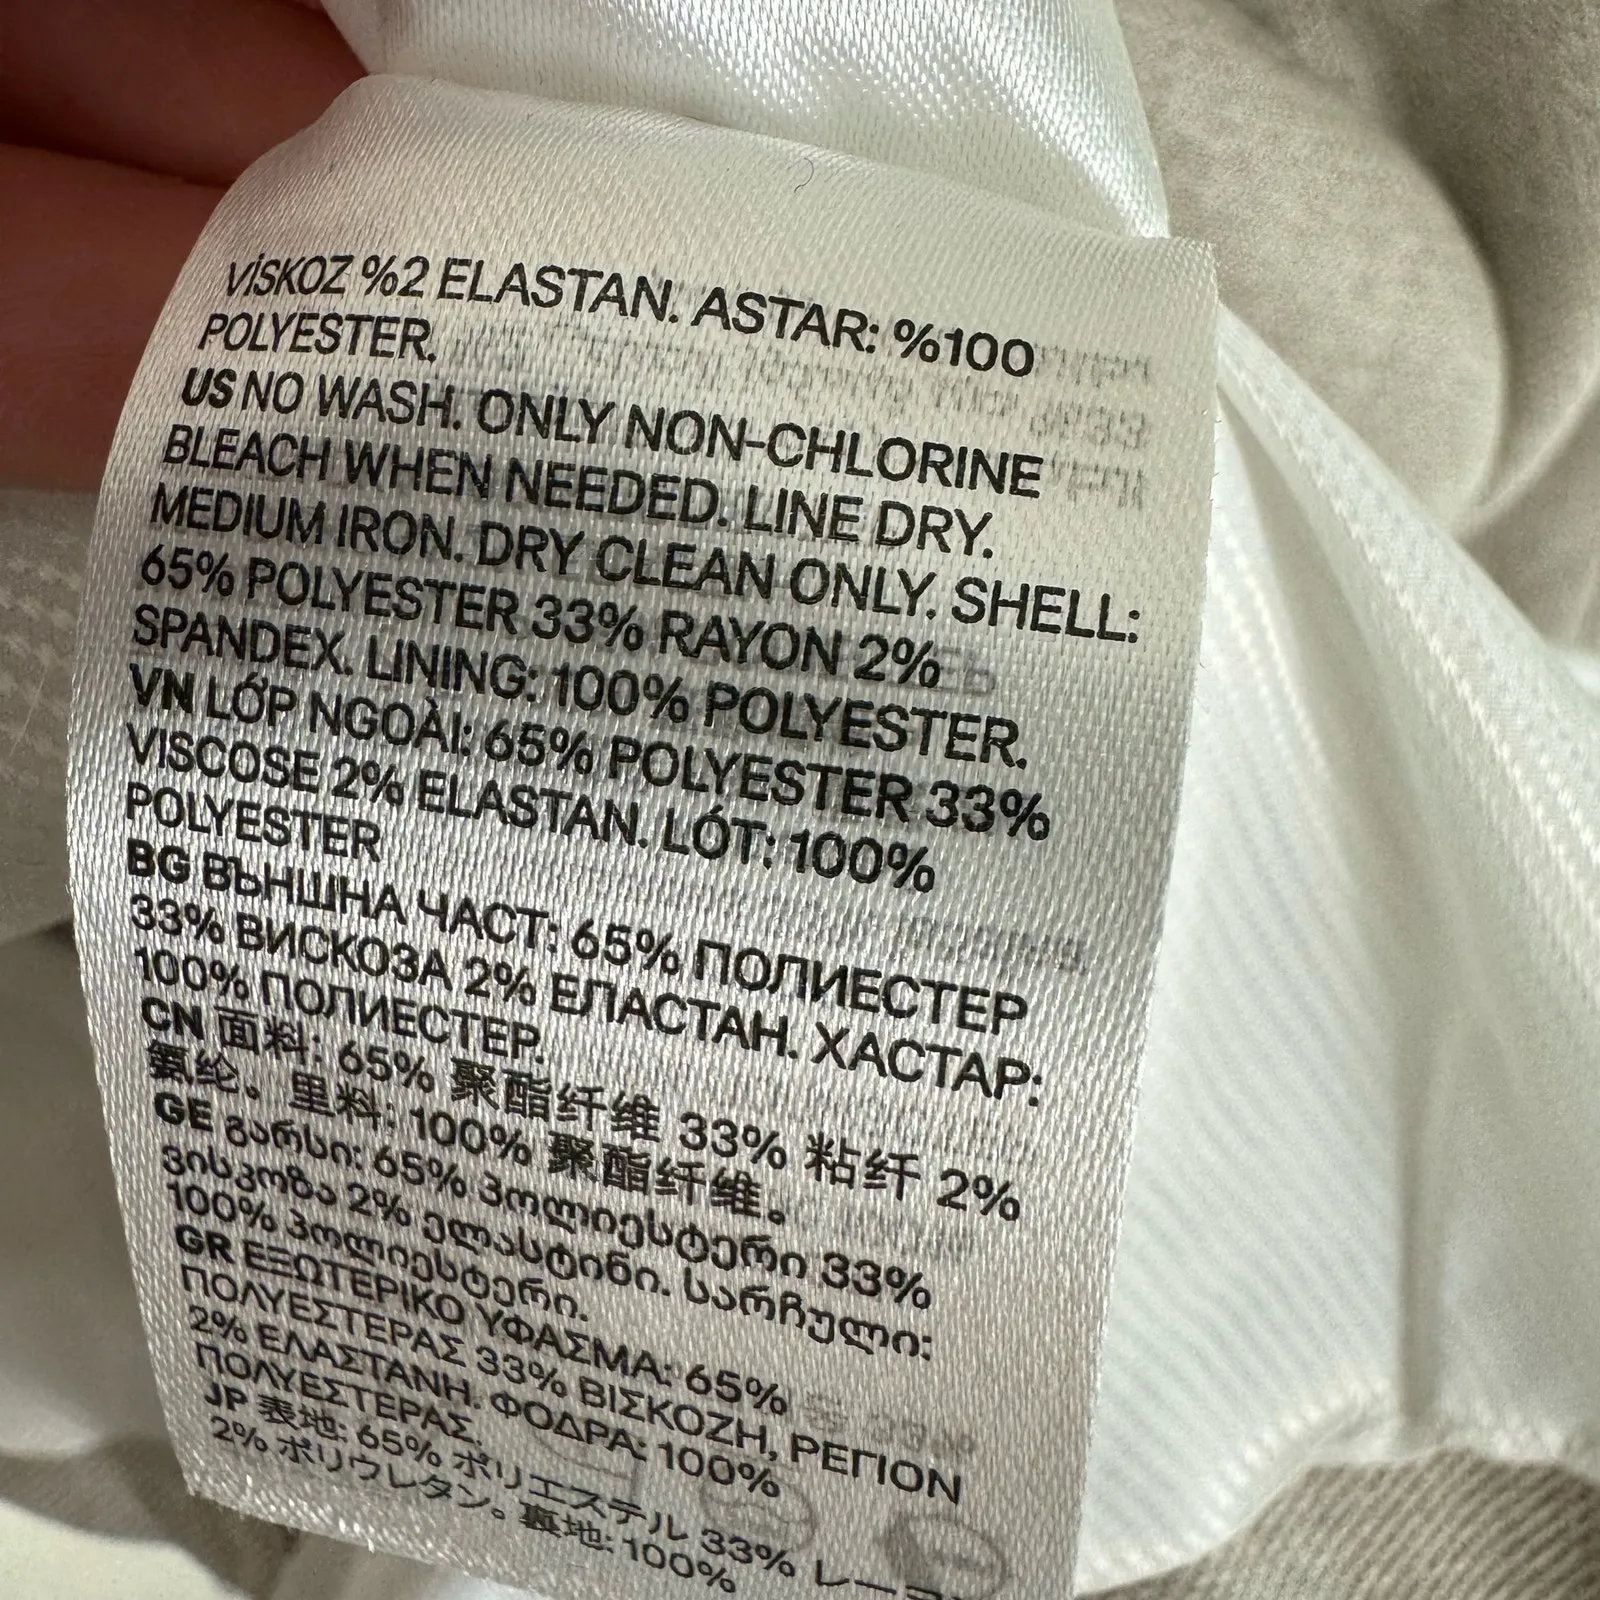 VİSKOZ %2 ELASTAN. ASTAR: %100
POLYESTER.
US NO WASH. ONLY NON-CHLORINE
BLEACH WHEN NEEDED. LINE DRY.
MEDIUM IRON. DRY CLEAN ONLY. SHELL:
65% POLYESTER 33% RAYON 2%
SPANDEX. LINING: 100% POLYESTER.
VN LỚP NGOÀI: 65% POLYESTER 33%
VISCOSE 2% ELASTAN. LÓT: 100%
POLYESTER
BG ВЪНШНА ЧАСТ: 65% ПОЛИЕСТЕР
33% ВИСКОЗА 2% ЕЛАСТАН. ХАСТАР:
100% ПОЛИЕСТЕР.
CN 面料: 65% 聚酯纤维 33% 粘纤 2%
氨纶。里料: 100% 聚酯纤维。
GE გარსი: 65% პოლიესტერი 33%
ვისკოზა 2% ელასტინი. სარჩული:
100% პოლიესტერი.
GR ΕΞΩΤΕΡΙΚΟ ΥΦΑΣΜΑ: 65%
ΠΟΛΥΕΣΤΕΡΑΣ 33% ΒΙΣΚΟΖΗ, ΡΕΓΙΟΝ
2% ΕΛΑΣΤΑΝΗ. ΦΟΔΡΑ: 100%
ΠΟΛΥΕΣΤΕΡΑΣ.
JP 表地: 65% ポリエステル 33% レーヨ
2% ポリウレタン。裏地: 100%